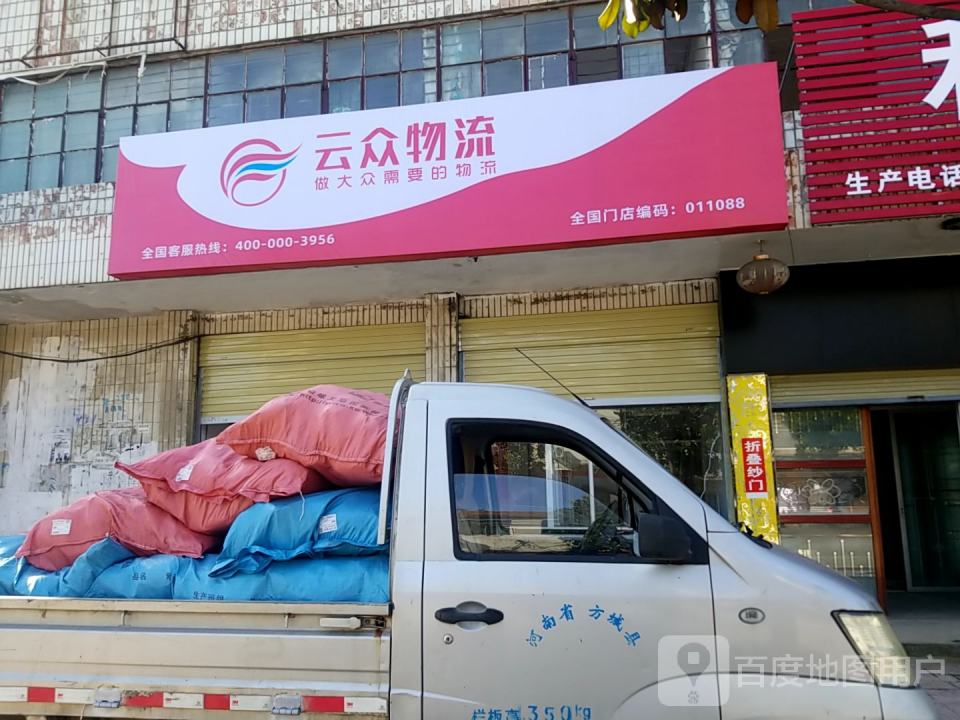 云众物流
做大众需要的物流
全国客服热线：400-000-3956
全国门店编码：011088
生产电话
折叠纱门
河南省方城县
栏板高350kg
百度地图用户